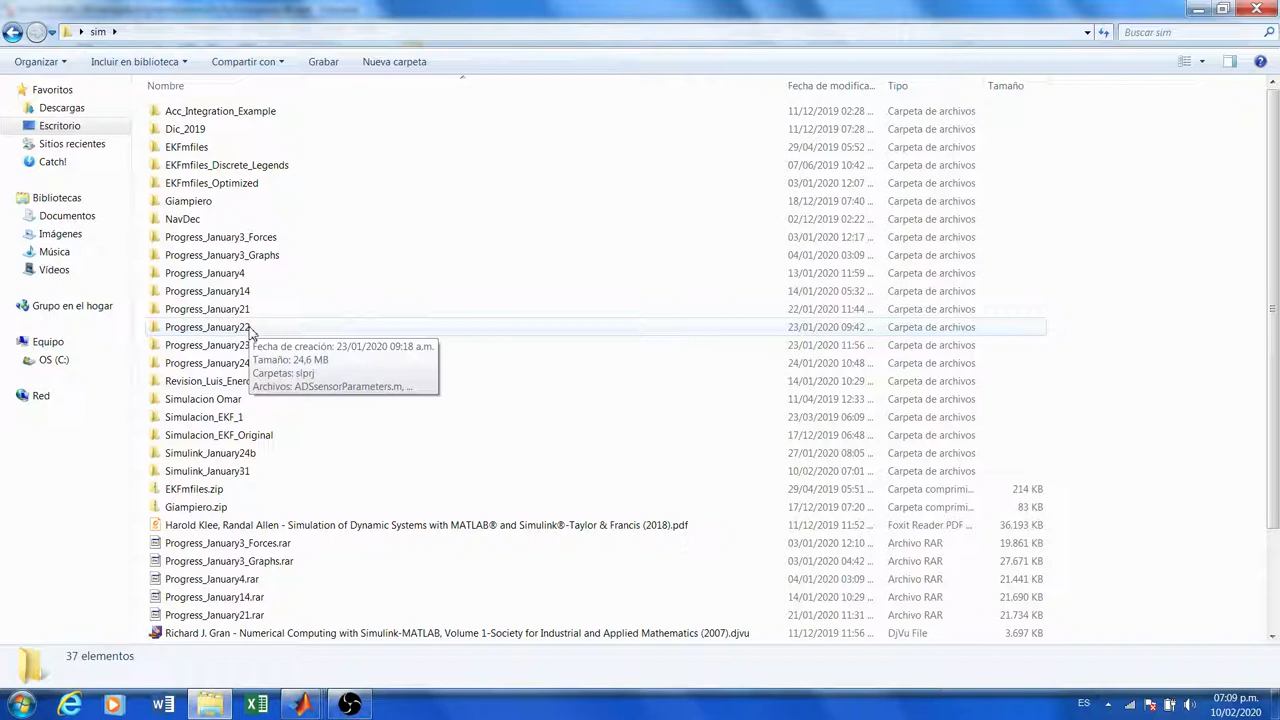 sim
Buscar sim
Organizar
Incluir en biblioteca
Compartir con
Grabar
Nueva carpeta
Nombre
Fecha de modifica...
Tipo
Tamaño
Favoritos
Descargas
Escritorio
Sitios recientes
Catch!
Bibliotecas
Documentos
Imágenes
Música
Vídeos
Grupo en el hogar
Equipo
OS (C:)
Red
Acc_Integration_Example 11/12/2019 02:28 ... Carpeta de archivos
Dic_2019 11/12/2019 07:28 ... Carpeta de archivos
EKFmfiles 29/04/2019 05:52 ... Carpeta de archivos
EKFmfiles_Discrete_Legends 07/06/2019 10:42 ... Carpeta de archivos
EKFmfiles_Optimized 03/01/2020 12:07 ... Carpeta de archivos
Giampiero 18/12/2019 07:40 ... Carpeta de archivos
NavDec 02/12/2019 02:22 ... Carpeta de archivos
Progress_January3_Forces 03/01/2020 12:17 ... Carpeta de archivos
Progress_January3_Graphs 04/01/2020 03:09 ... Carpeta de archivos
Progress_January4 13/01/2020 11:59 ... Carpeta de archivos
Progress_January14 14/01/2020 05:32 ... Carpeta de archivos
Progress_January21 22/01/2020 11:44 ... Carpeta de archivos
Progress_January22 23/01/2020 09:42 ... Carpeta de archivos
Progress_January23 23/01/2020 11:56 ... Carpeta de archivos
Progress_January24 24/01/2020 10:29 ... Carpeta de archivos
Revision_Luis_Enero 14/01/2020 10:29 ... Carpeta de archivos
Simulacion Omar 11/04/2019 12:33 ... Carpeta de archivos
Simulacion_EKF_1 23/03/2019 06:09 ... Carpeta de archivos
Simulacion_EKF_Original 17/12/2019 06:48 ... Carpeta de archivos
Simulink_January24b 27/01/2020 08:05 ... Carpeta de archivos
Simulink_January31 10/02/2020 07:01 ... Carpeta de archivos
EKFmfiles.zip 29/04/2019 05:51 ... Carpeta comprimi... 214 KB
Giampiero.zip 17/12/2019 07:20 ... Carpeta comprimi... 83 KB
Harold Klee, Randal Allen - Simulation of Dynamic Systems with MATLAB® and Simulink®-Taylor & Francis (2018).pdf 11/12/2019 11:52 ... Foxit Reader PDF ... 36.193 KB
Progress_January3_Forces.rar 03/01/2020 12:10 ... Archivo RAR 19.861 KB
Progress_January3_Graphs.rar 03/01/2020 04:42 ... Archivo RAR 27.671 KB
Progress_January4.rar 04/01/2020 03:09 ... Archivo RAR 21.441 KB
Progress_January14.rar 14/01/2020 10:29 ... Archivo RAR 21.690 KB
Progress_January21.rar 21/01/2020 11:31 ... Archivo RAR 21.734 KB
Richard J. Gran - Numerical Computing with Simulink-MATLAB, Volume 1-Society for Industrial and Applied Mathematics (2007).djvu 11/12/2019 11:56 ... DjVu File 3.697 KB
Fecha de creación: 23/01/2020 09:18 a.m.
Tamaño: 24,6 MB
Carpetas: slprj
Archivos: ADSsensorParameters.m, ...
37 elementos
ES
07:09 p.m.
10/02/2020